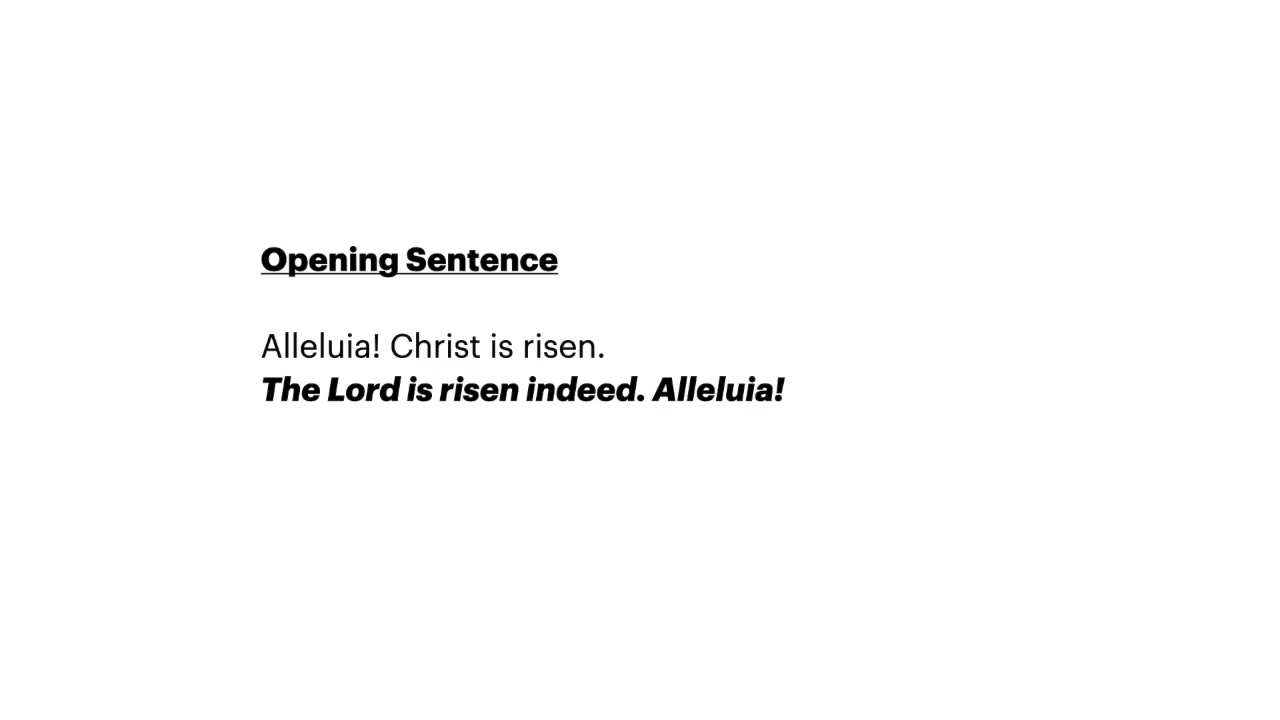 Opening Sentence
Alleluia! Christ is risen.
The Lord is risen indeed. Alleluia!